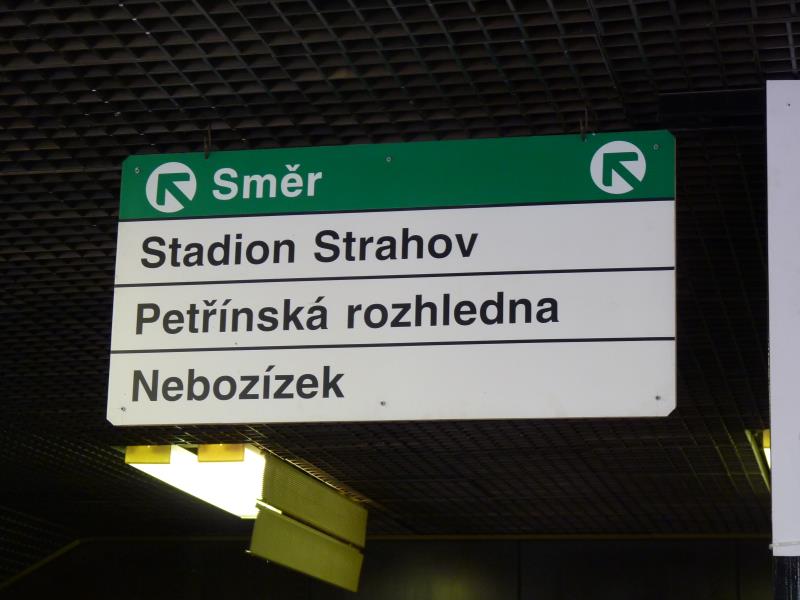 Směr
Stadion Strahov
Petřínská rozhledna
Nebozízek